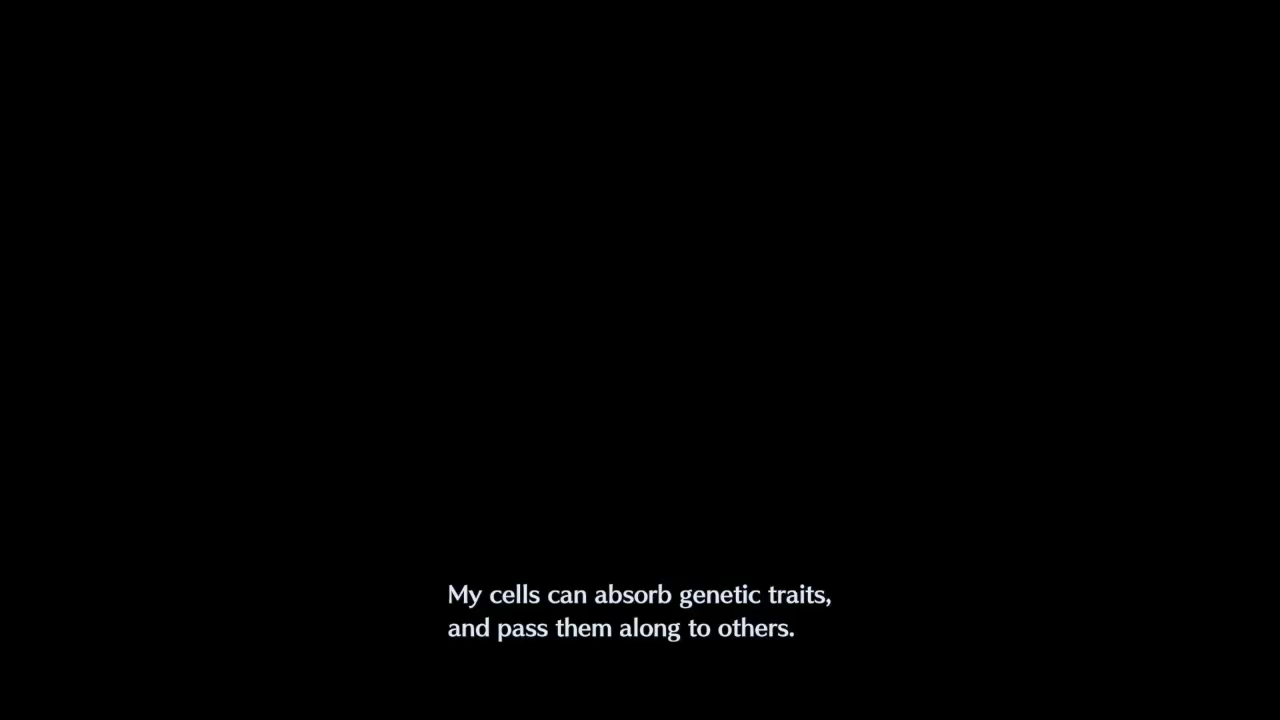 My cells can absorb genetic traits,
and pass them along to others.